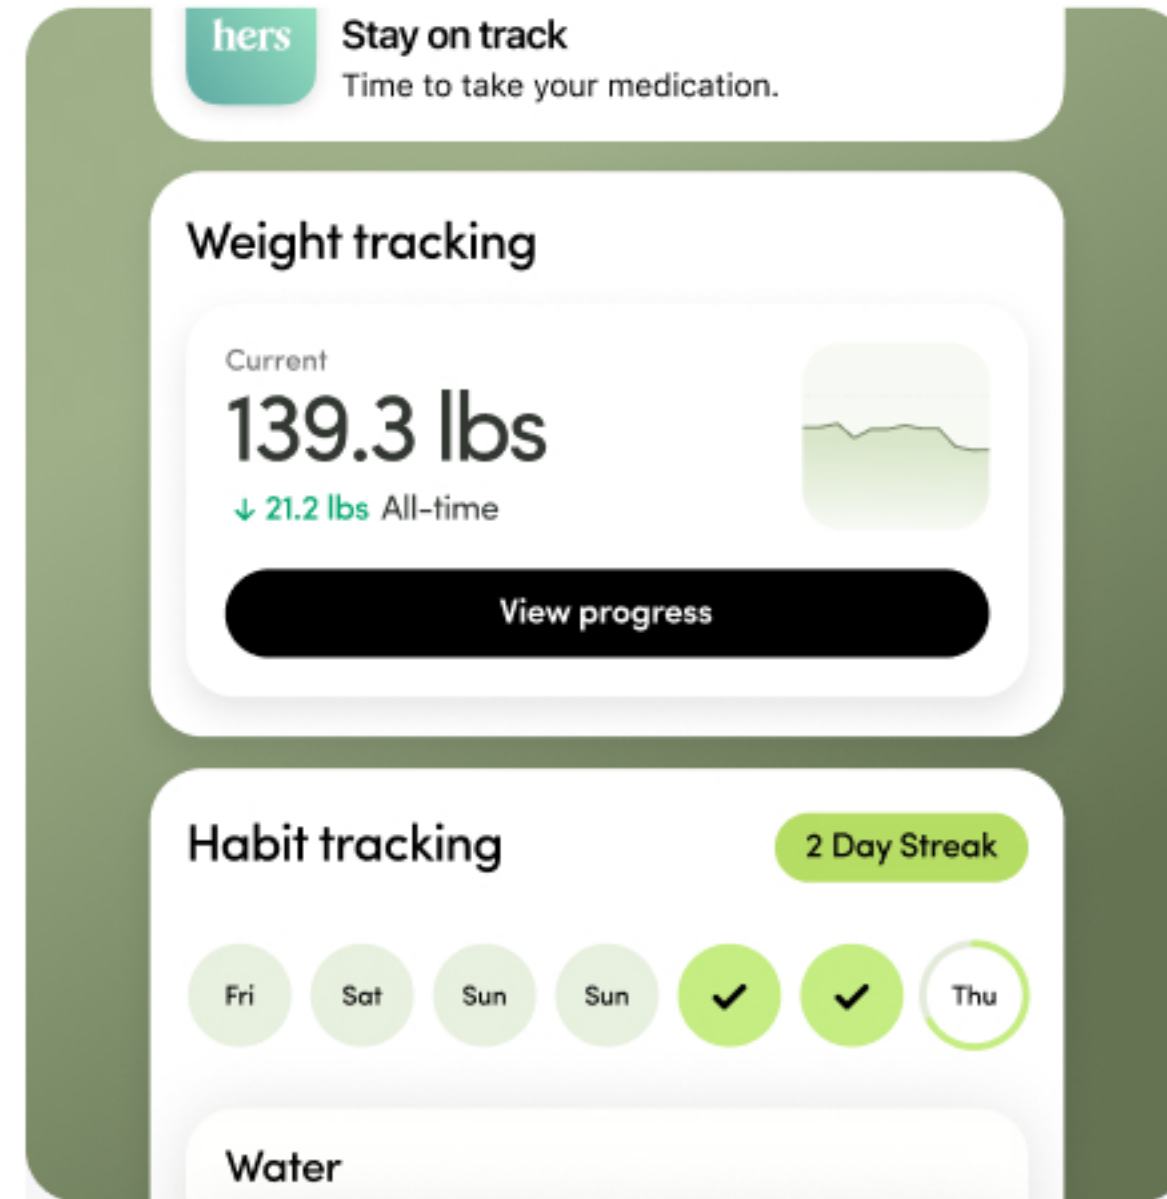 hers
Stay on track
Time to take your medication.
Weight tracking
Current
139.3 lbs
↓ 21.2 lbs All-time
View progress
Habit tracking
2 Day Streak
Fri Sat Sun Sun ✓ ✓ Thu
Water